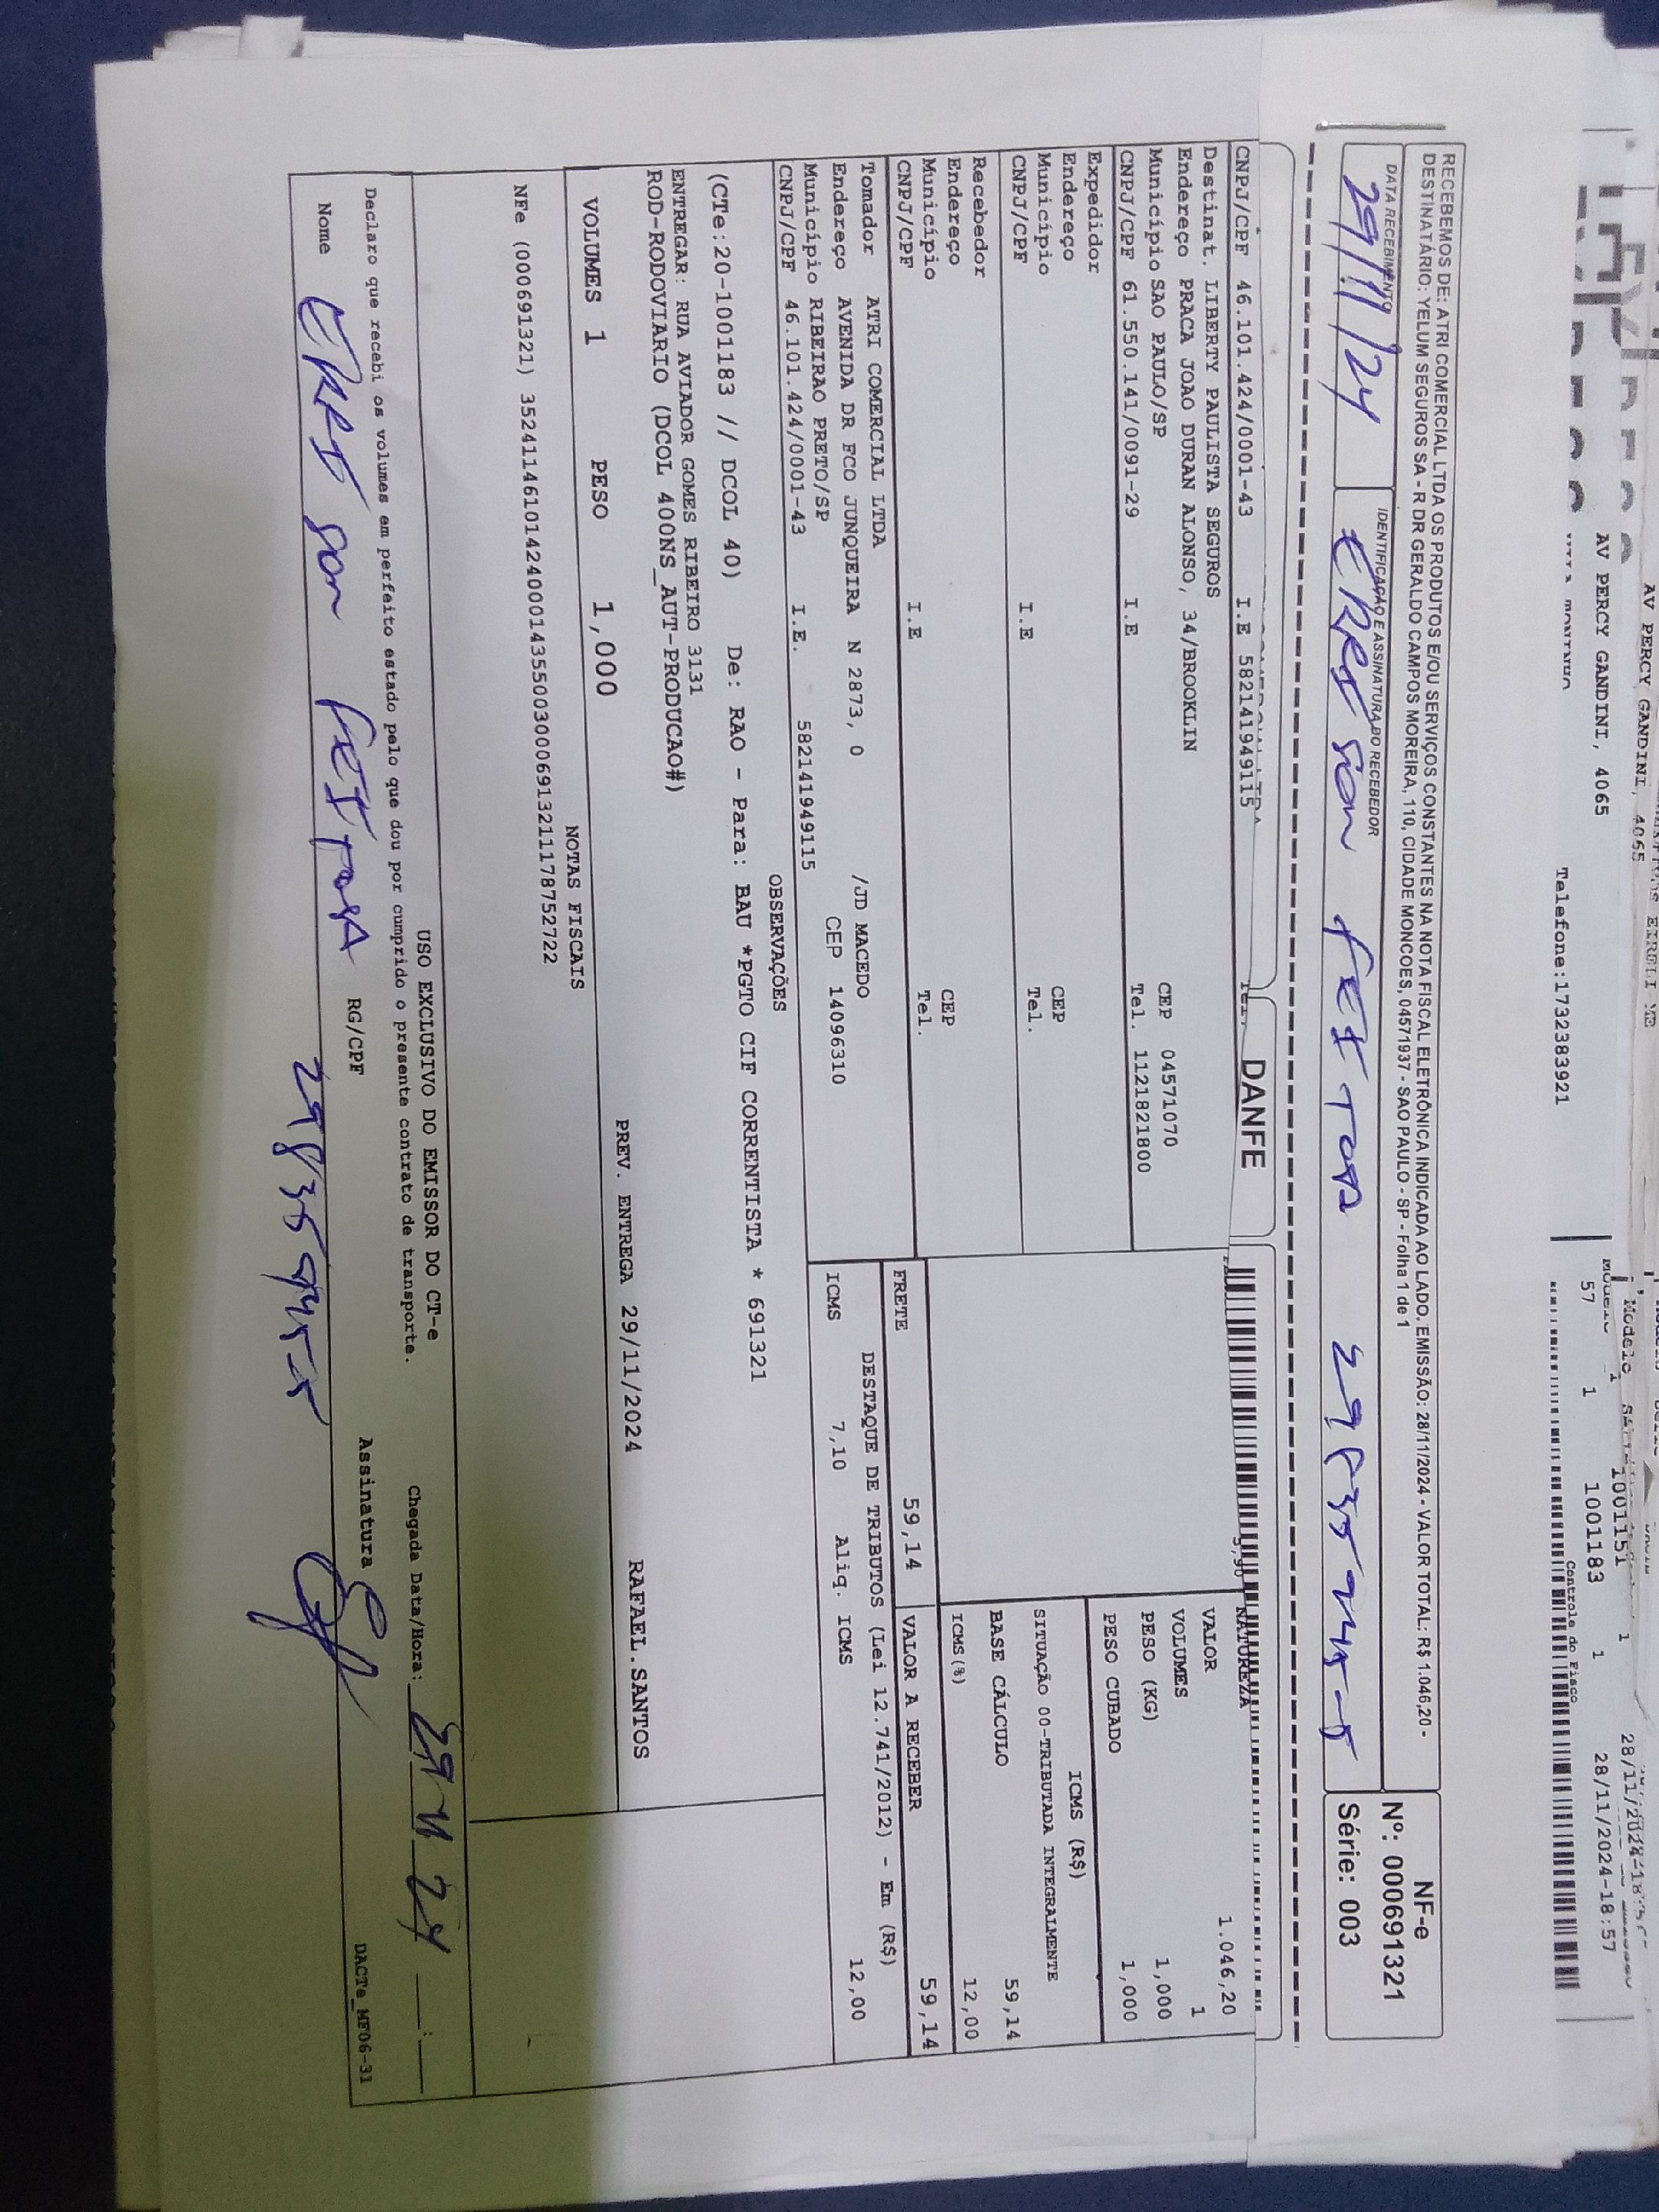 AV PERCY GANDINI, 4065
AV PERCY GANDINI, 4065
Telefone:1732383921
Modelo
1001151 1
57 1 1001183 1 28/11/2024-18:57
Controle do Fisco
RECEBEMOS DE: ATRI COMERCIAL LTDA OS PRODUTOS E/OU SERVIÇOS CONSTANTES NA NOTA FISCAL ELETRÔNICA INDICADA AO LADO. EMISSÃO: 28/11/2024 - VALOR TOTAL: R$ 1.046,20 -
DESTINATÁRIO: YELUM SEGUROS SA - R DR GERALDO CAMPOS MOREIRA, 110, CIDADE MONCOES, 04571937 - SAO PAULO - SP - Folha 1 de 1
NF-e
Nº: 000691321
Série: 003
DATA RECEBIMENTO
IDENTIFICAÇÃO E ASSINATURA DO RECEBEDOR
29/11/24
DANFE
CNPJ/CPF 46.101.424/0001-43 I.E 582141949115
Destinat. LIBERTY PAULISTA SEGUROS
Endereço PRACA JOAO DURAN ALONSO, 34/BROOKLIN CEP 04571070
Município SAO PAULO/SP Tel. 1121821800
CNPJ/CPF 61.550.141/0091-29 I.E
Expedidor
Endereço CEP
Município Tel.
CNPJ/CPF I.E
Recebedor
Endereço CEP
Município Tel.
CNPJ/CPF I.E
NATUREZA
VALOR 1.046,20
VOLUMES 1
PESO (KG) 1,000
PESO CUBADO 1,000
ICMS (R$)
SITUAÇÃO 00-TRIBUTADA INTEGRALMENTE
BASE CÁLCULO 59,14
ICMS(%) 12,00
Tomador ATRI COMERCIAL LTDA
Endereço AVENIDA DR FCO JUNQUEIRA N 2873, 0 /JD MACEDO
Município RIBEIRAO PRETO/SP CEP 14096310
CNPJ/CPF 46.101.424/0001-43 I.E. 582141949115
FRETE 59,14 VALOR A RECEBER 59,14
DESTAQUE DE TRIBUTOS (Lei 12.741/2012) - Em (R$)
ICMS 7,10 Aliq. ICMS 12,00
OBSERVAÇÕES
(CTe:20-1001183 // DCOL 40) De: RAO - Para: BAU *PGTO CIF CORRENTISTA * 691321
ENTREGAR: RUA AVIADOR GOMES RIBEIRO 3131
ROD-RODOVIARIO (DCOL 400NS_AUT-PRODUCAO#)
VOLUMES 1 PESO 1,000 PREV. ENTREGA 29/11/2024 RAFAEL.SANTOS
NOTAS FISCAIS
NFe (000691321) 35241146101424000143550030006913211178752722
USO EXCLUSIVO DO EMISSOR DO CT-e
Declaro que recebi os volumes em perfeito estado pelo que dou por cumprido o presente contrato de transporte. Chegada Data/Hora: 29 11 24
Nome RG/CPF Assinatura
DACTe_MF06-31